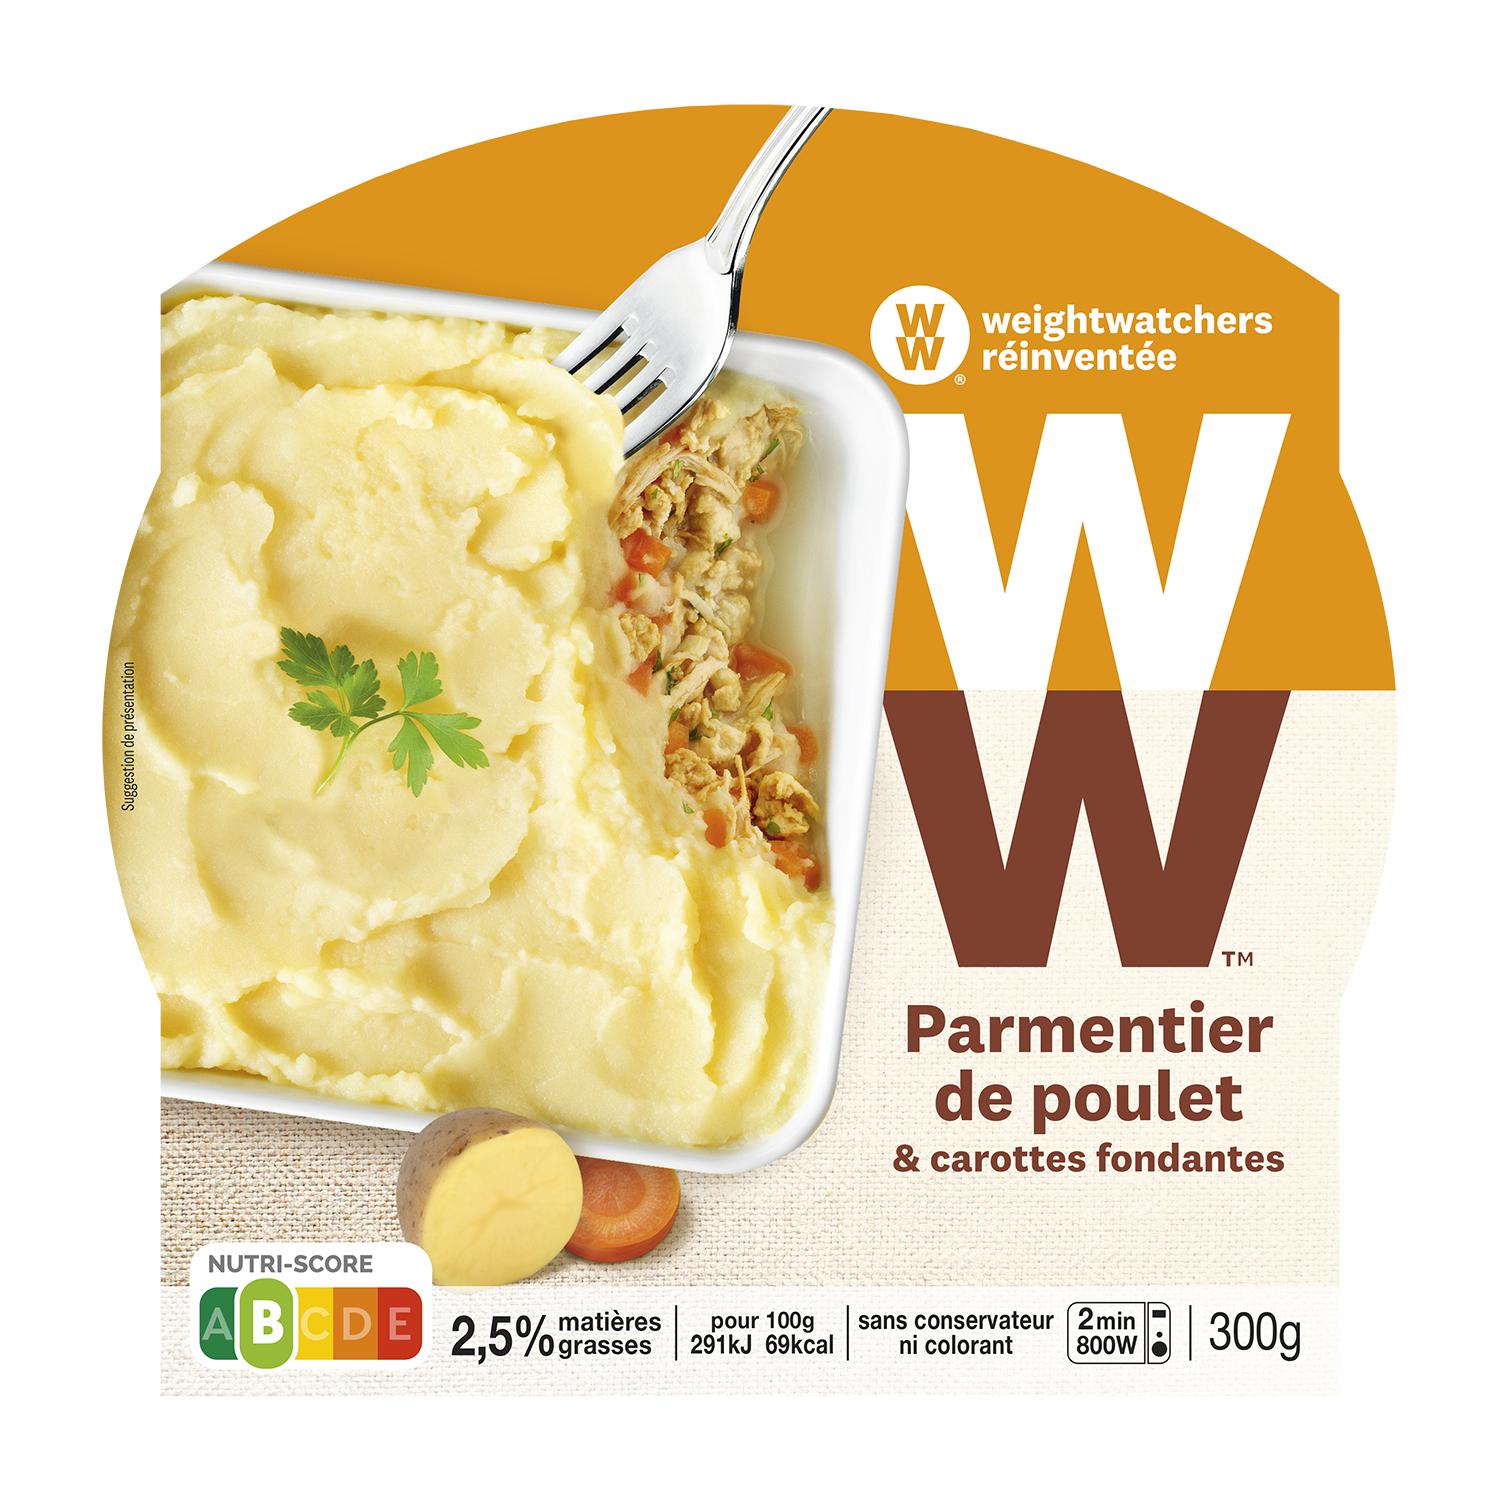 W
W
®
weightwatchers
réinventée
W
W
TM
Parmentier
de poulet
& carottes fondantes
Suggestion de présentation
NUTRI-SCORE
A B C D E
2,5% matières
grasses
pour 100g
291kJ 69kcal
sans conservateur
ni colorant
2min
800W
300g